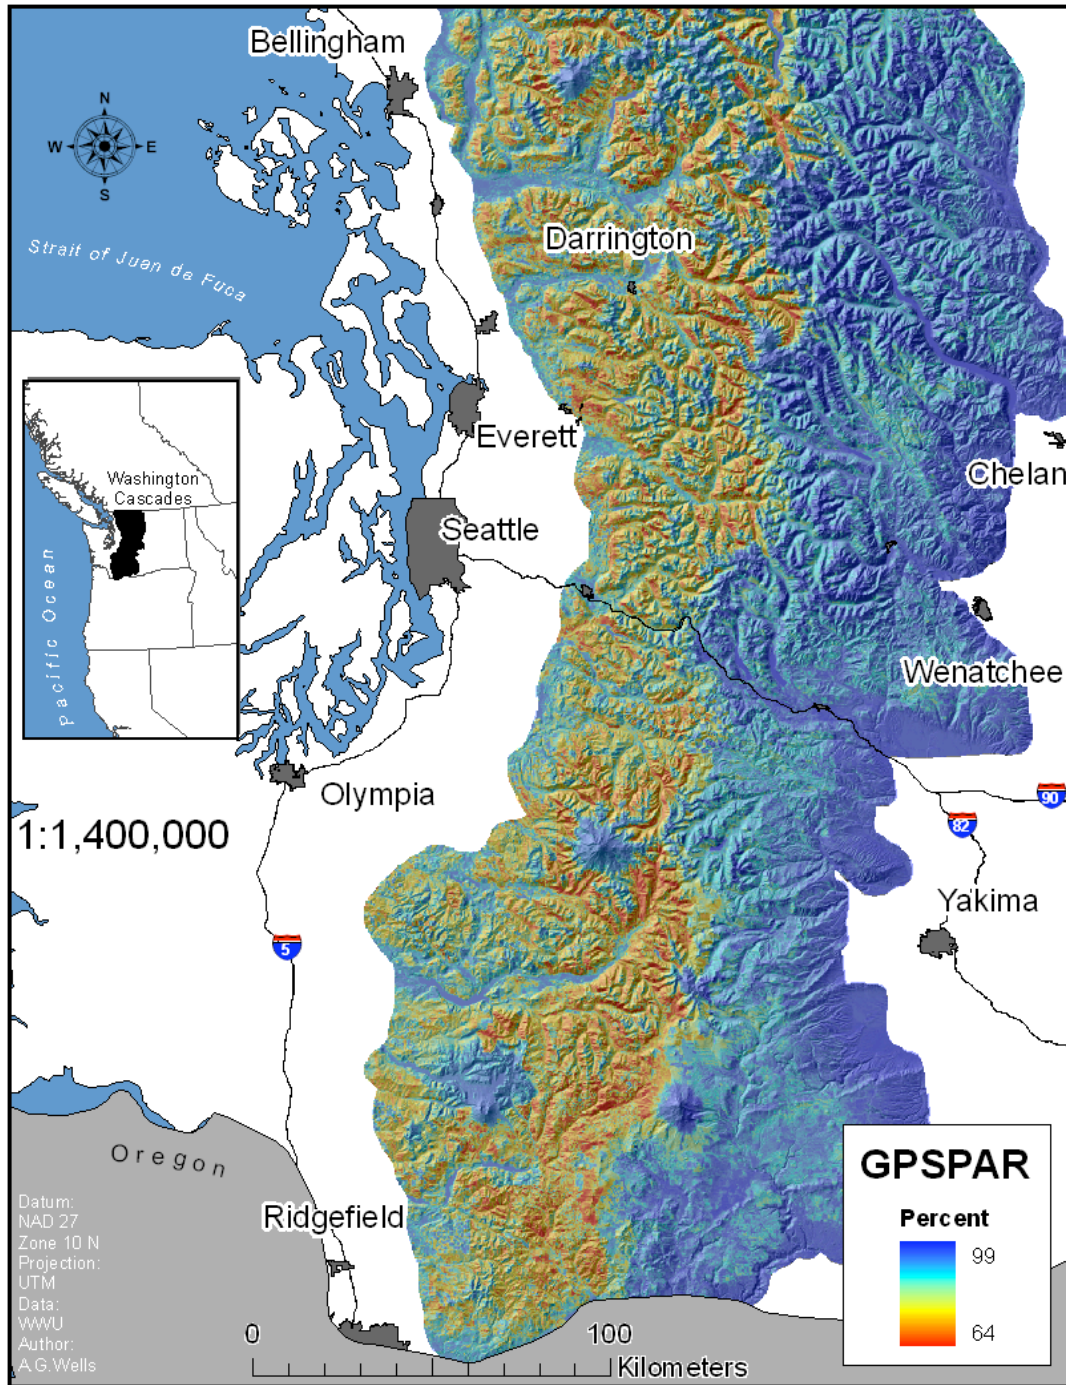 Bellingham
N
W
E
S
Strait of Juan de Fuca
Darrington
Everett
Chelan
Washington
Cascades
Pacific Ocean
Seattle
Wenatchee
Olympia
90
82
1:1,400,000
Yakima
5
Oregon
GPSPAR
Percent
99
64
Ridgefield
Datum:
NAD 27
Zone 10 N
Projection:
UTM
Data:
WWU
Author:
A.G.Wells
0
100
Kilometers